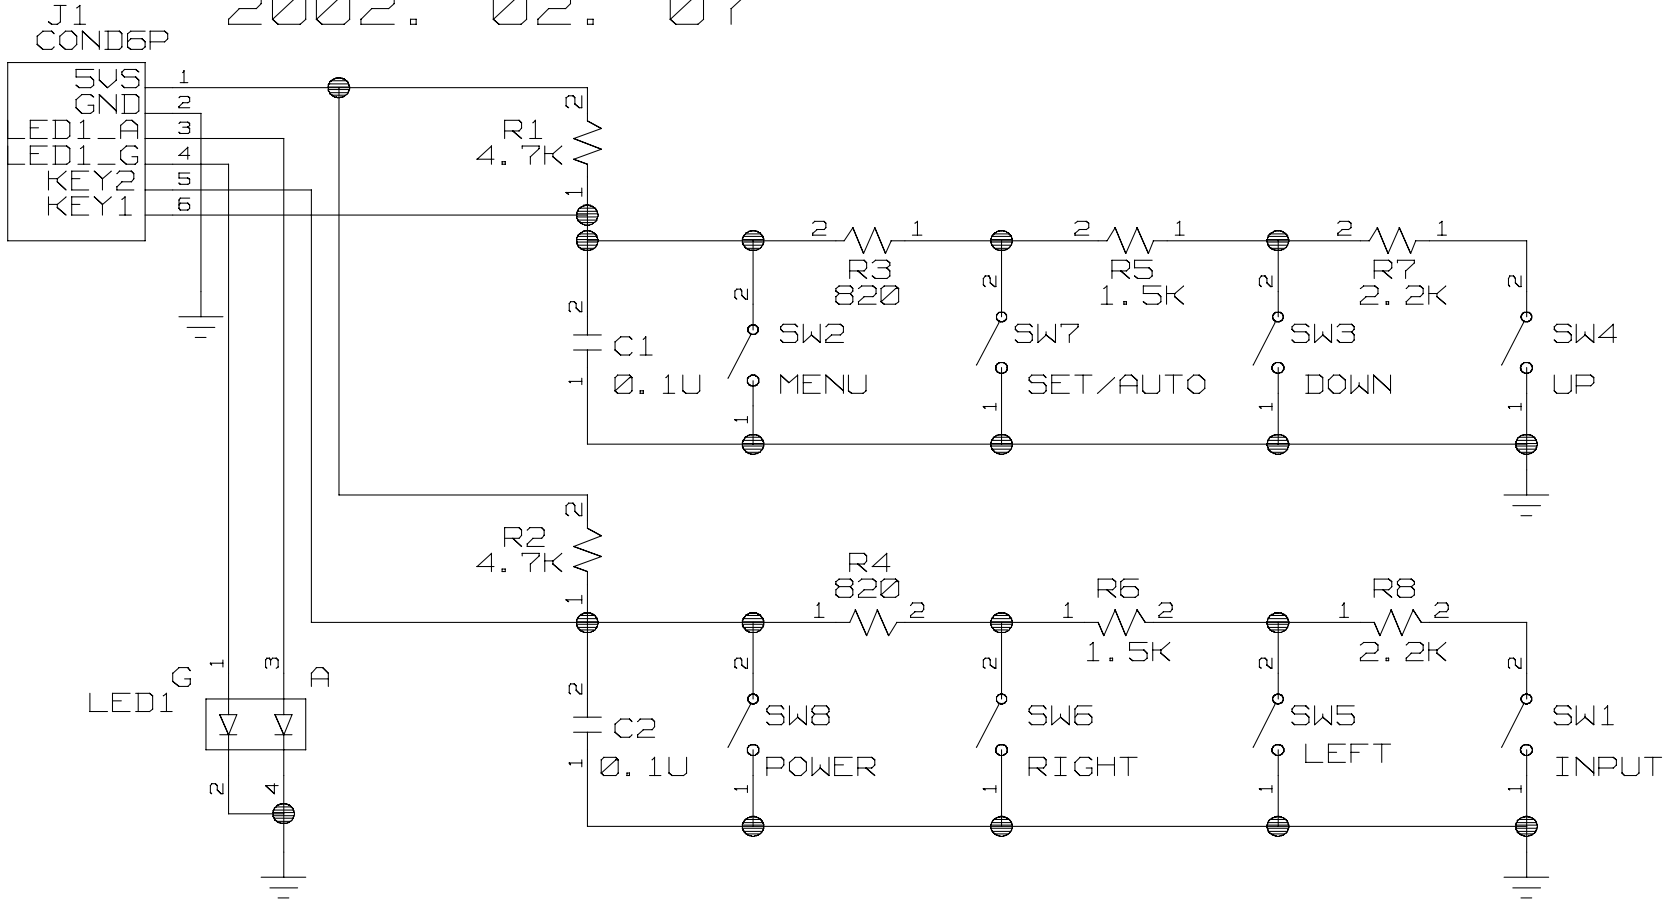 2002. 02. 07
J1
COND6P
5VS 1
GND 2
LED1_A 3
LED1_G 4
KEY2 5
KEY1 6
2
R1
4.7K
1
2 R3 1
820
2 R5 1
1.5K
2 R7 1
2.2K
2
C1
0.1U
1
2
SW2
MENU
1
2
SW7
SET/AUTO
1
2
SW3
DOWN
1
2
SW4
UP
1
2
R2
4.7K
1
R4
820
1 2
R6
1 2
1.5K
R8
1 2
2.2K
G 1 3 A
LED1
2 4
2
C2
0.1U
1
2
SW8
POWER
1
2
SW6
RIGHT
1
2
SW5
LEFT
1
2
SW1
INPUT
1